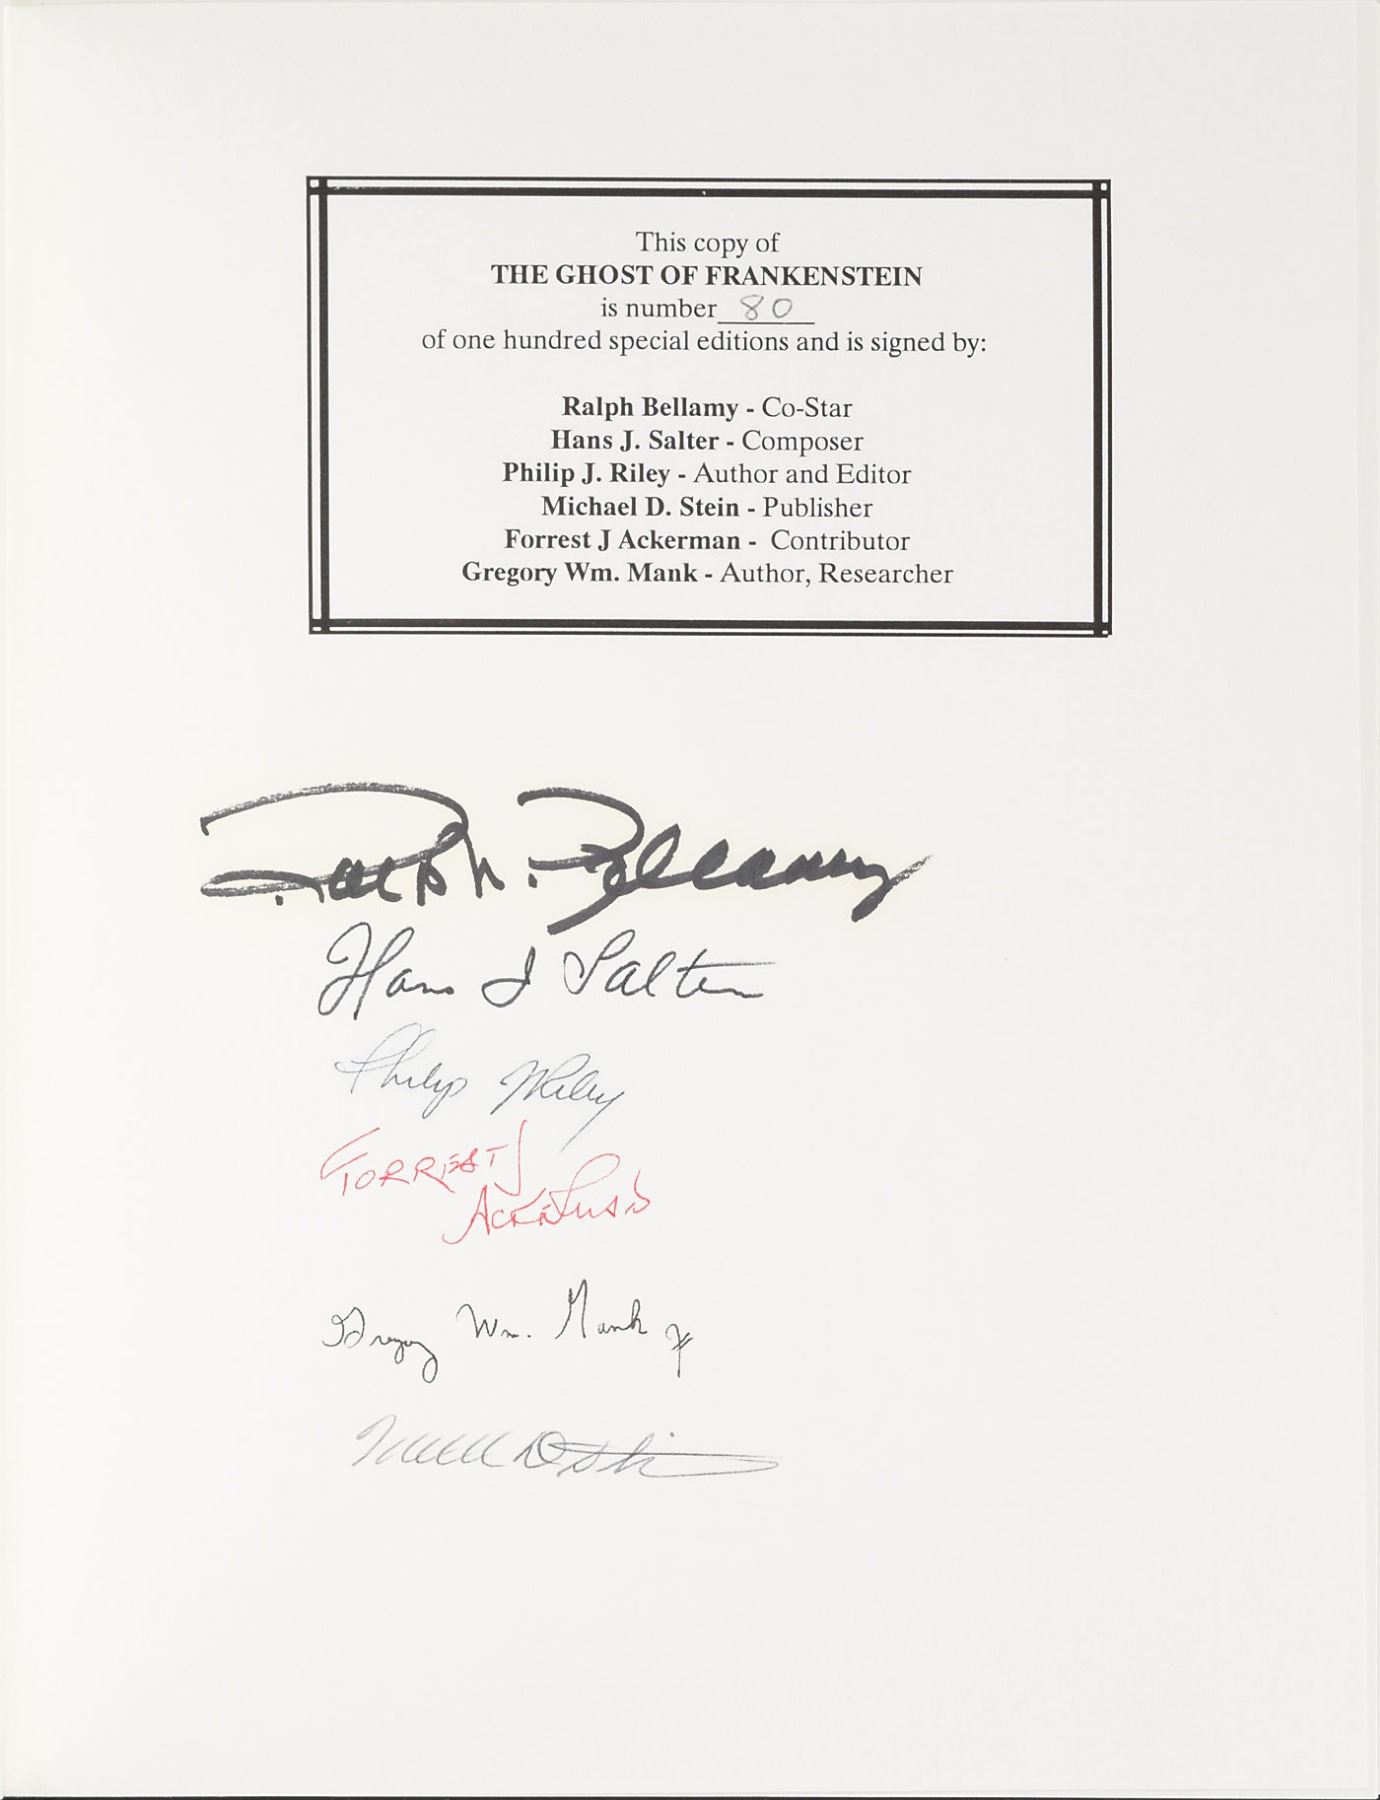 This copy of
THE GHOST OF FRANKENSTEIN
is number 80
of one hundred special editions and is signed by:
Ralph Bellamy - Co-Star
Hans J. Salter - Composer
Philip J. Riley - Author and Editor
Michael D. Stein - Publisher
Forrest J Ackerman - Contributor
Gregory Wm. Mank - Author, Researcher
Ralph Bellamy
Hans J Salter
Philip J Riley
FORREST J
ACKERMAN
Gregory Wm. Mank